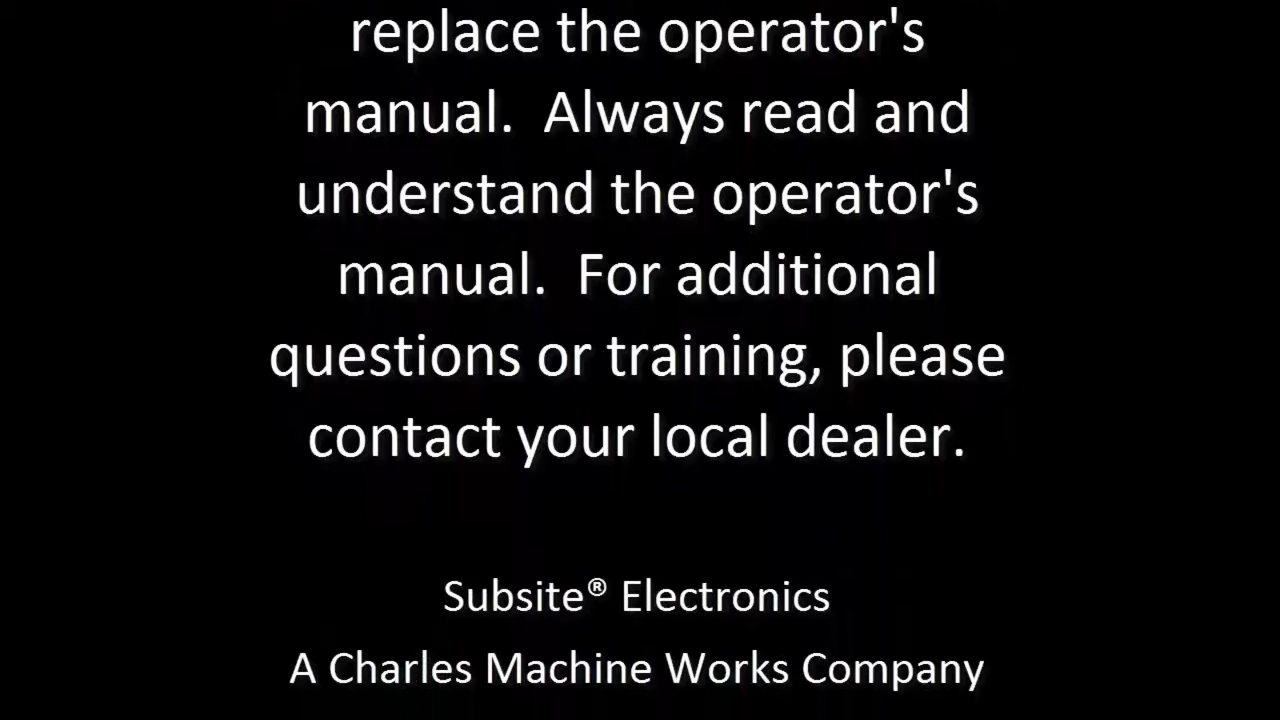 replace the operator's
manual.  Always read and
understand the operator's
manual.  For additional
questions or training, please
contact your local dealer.
Subsite® Electronics
A Charles Machine Works Company